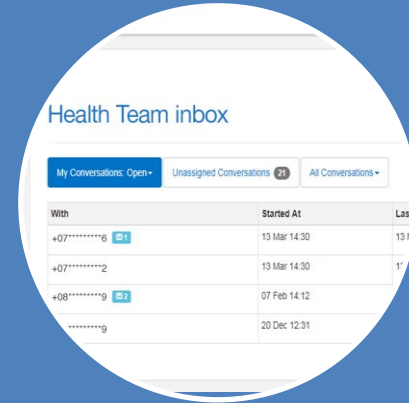 Health Team inbox
My Conversations: Open Unassigned Conversations 21 All Conversations
With Started At Las
+07*********6 1 13 Mar 14:30 13
+07*********2 13 Mar 14:30
+08*********9 2 07 Feb 14:12
*********9 20 Dec 12:31